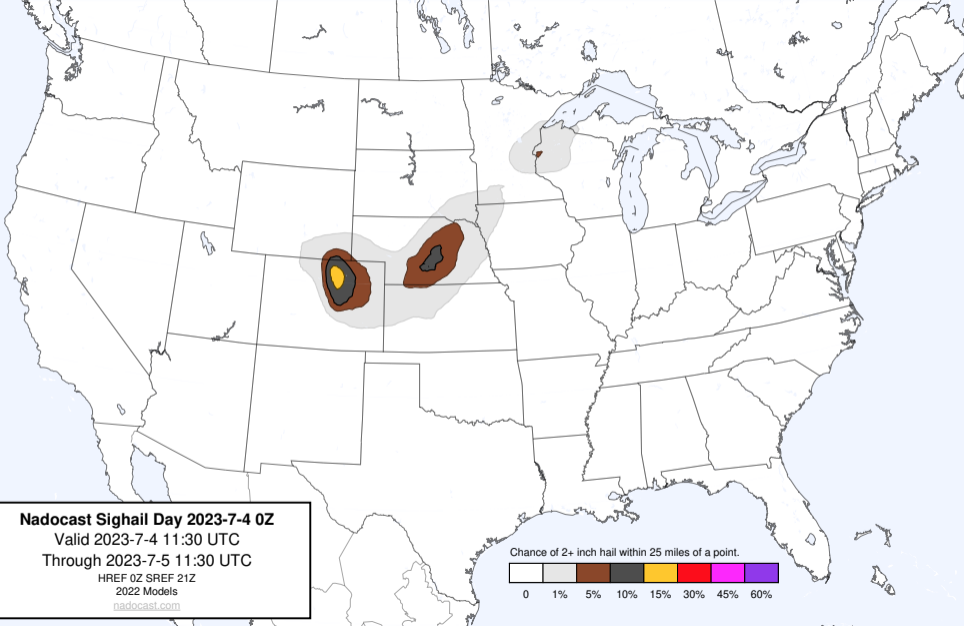 Nadocast Sighail Day 2023-7-4 0Z
Valid 2023-7-4 11:30 UTC
Through 2023-7-5 11:30 UTC
HREF 0Z SREF 21Z
2022 Models
nadocast.com
Chance of 2+ inch hail within 25 miles of a point.
0 1% 5% 10% 15% 30% 45% 60%